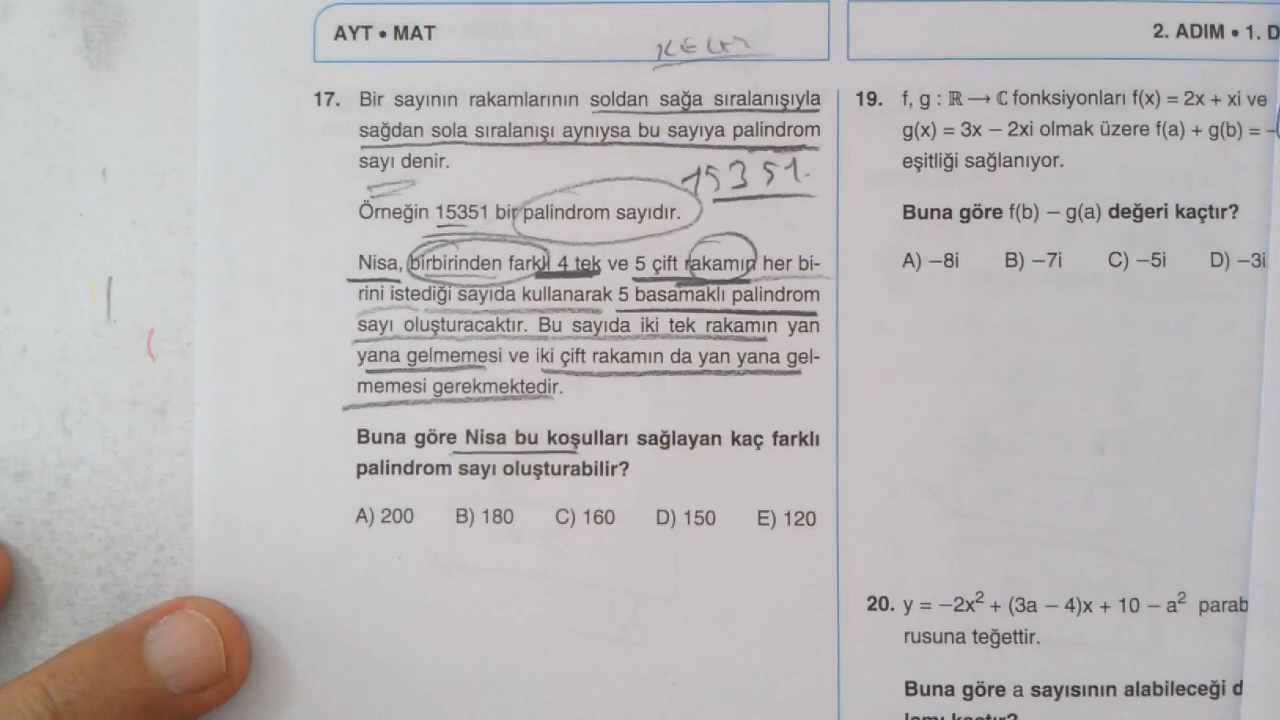 AYT • MAT
17. Bir sayının rakamlarının soldan sağa sıralanışıyla
sağdan sola sıralanışı aynıysa bu sayıya palindrom
sayı denir.
15351.
Örneğin 15351 bir palindrom sayıdır.
Nisa, birbirinden farklı 4 tek ve 5 çift rakamın her bi-
rini istediği sayıda kullanarak 5 basamaklı palindrom
sayı oluşturacaktır. Bu sayıda iki tek rakamın yan
yana gelmemesi ve iki çift rakamın da yan yana gel-
memesi gerekmektedir.
Buna göre Nisa bu koşulları sağlayan kaç farklı
palindrom sayı oluşturabilir?
A) 200 B) 180 C) 160 D) 150 E) 120
2. ADIM • 1. D
19. f, g : ℝ → ℂ fonksiyonları f(x) = 2x + xi ve
g(x) = 3x – 2xi olmak üzere f(a) + g(b) = –
eşitliği sağlanıyor.
Buna göre f(b) – g(a) değeri kaçtır?
A) –8i B) –7i C) –5i D) –3i
20. y = –2x² + (3a – 4)x + 10 – a² parab
rusuna teğettir.
Buna göre a sayısının alabileceği d